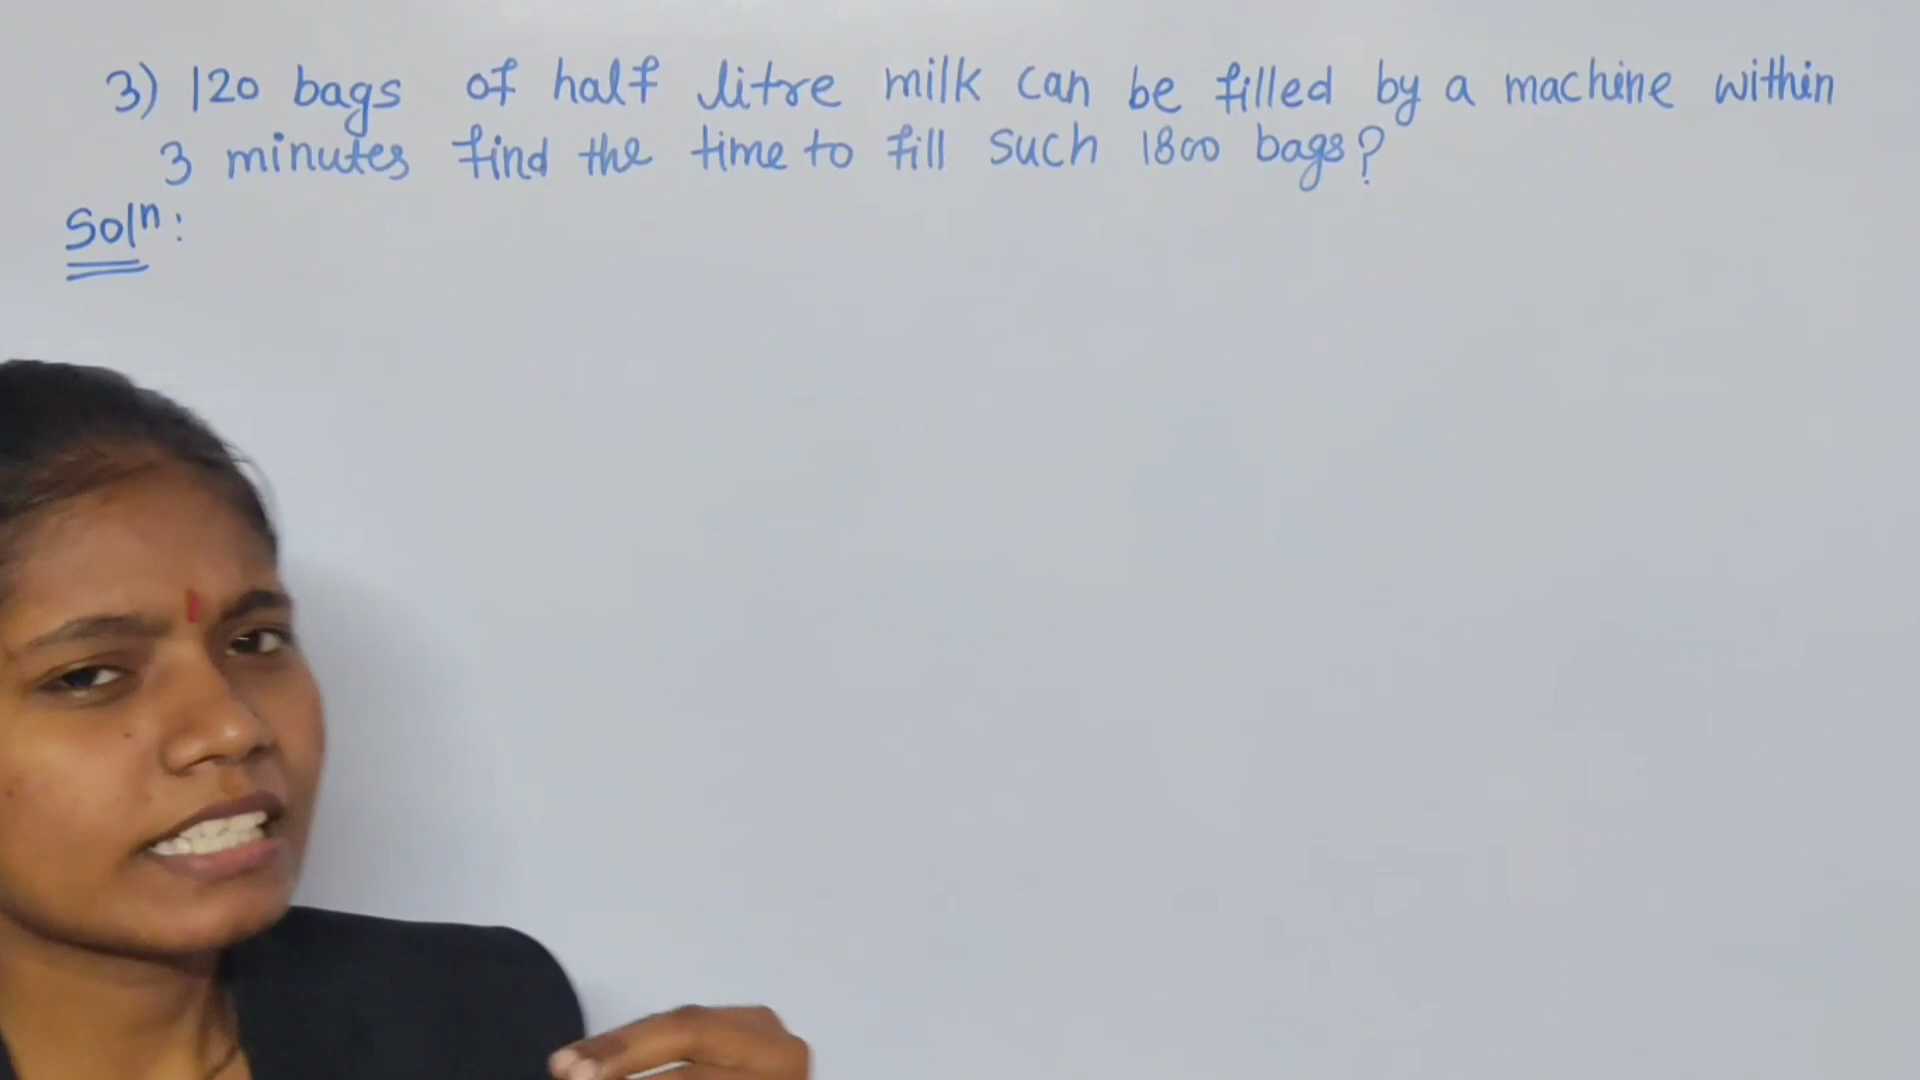 3) 120 bags of half litre milk can be filled by a machine within
3 minutes find the time to fill such 1800 bags?
Solⁿ: